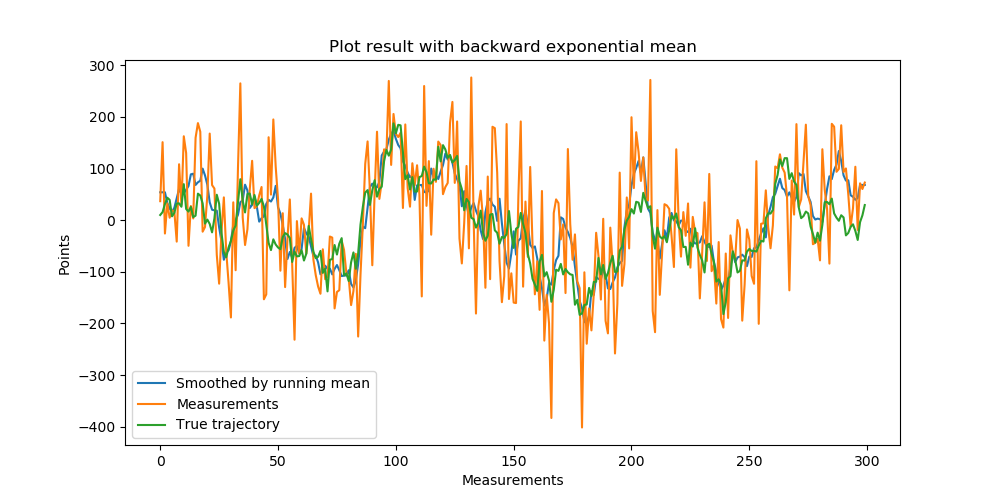 Plot result with backward exponential mean
Points
300
200
100
0
−100
−200
−300
−400
Smoothed by running mean
Measurements
True trajectory
0 50 100 150 200 250 300
Measurements